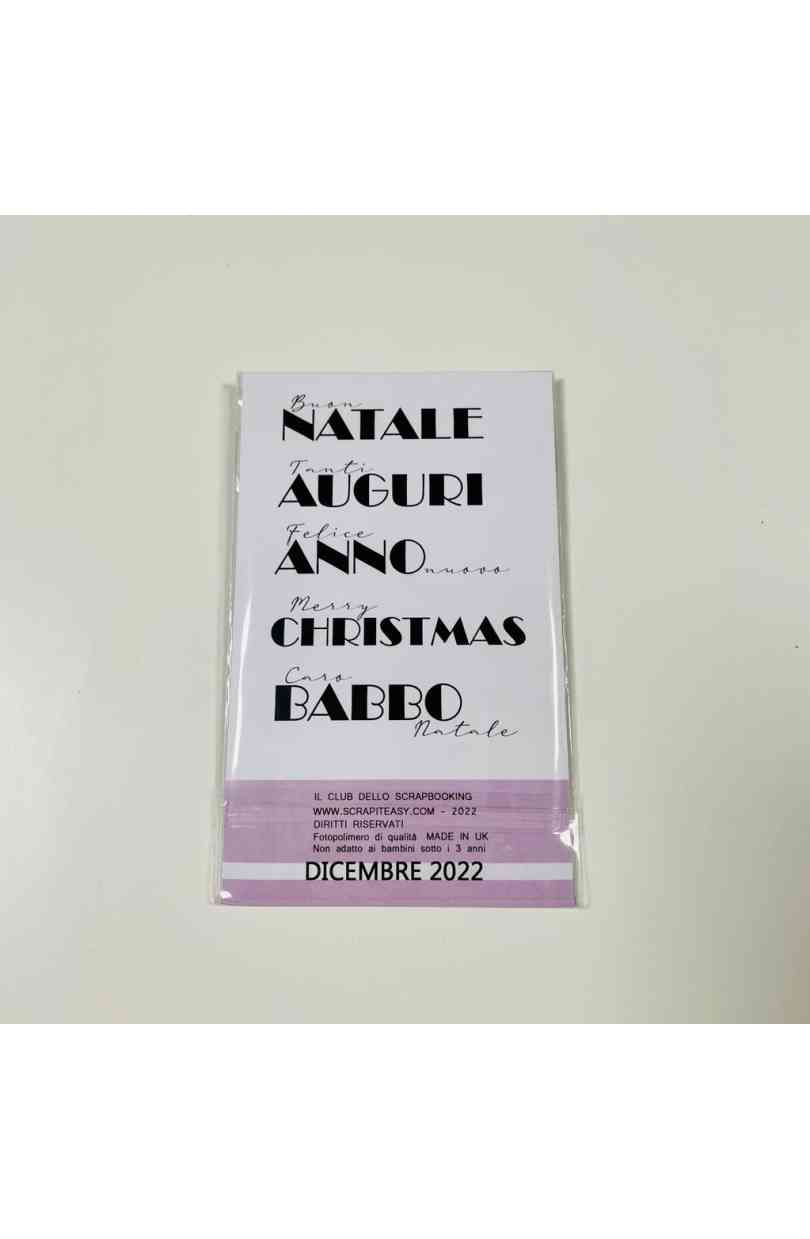 Buon
NATALE
Tanti
AUGURI
Felice
ANNO nuovo
Merry
CHRISTMAS
Caro
BABBO
Natale
IL CLUB DELLO SCRAPBOOKING
WWW.SCRAPITEASY.COM - 2022
DIRITTI RISERVATI
Fotopolimero di qualità MADE IN UK
Non adatto ai bambini sotto i 3 anni
DICEMBRE 2022